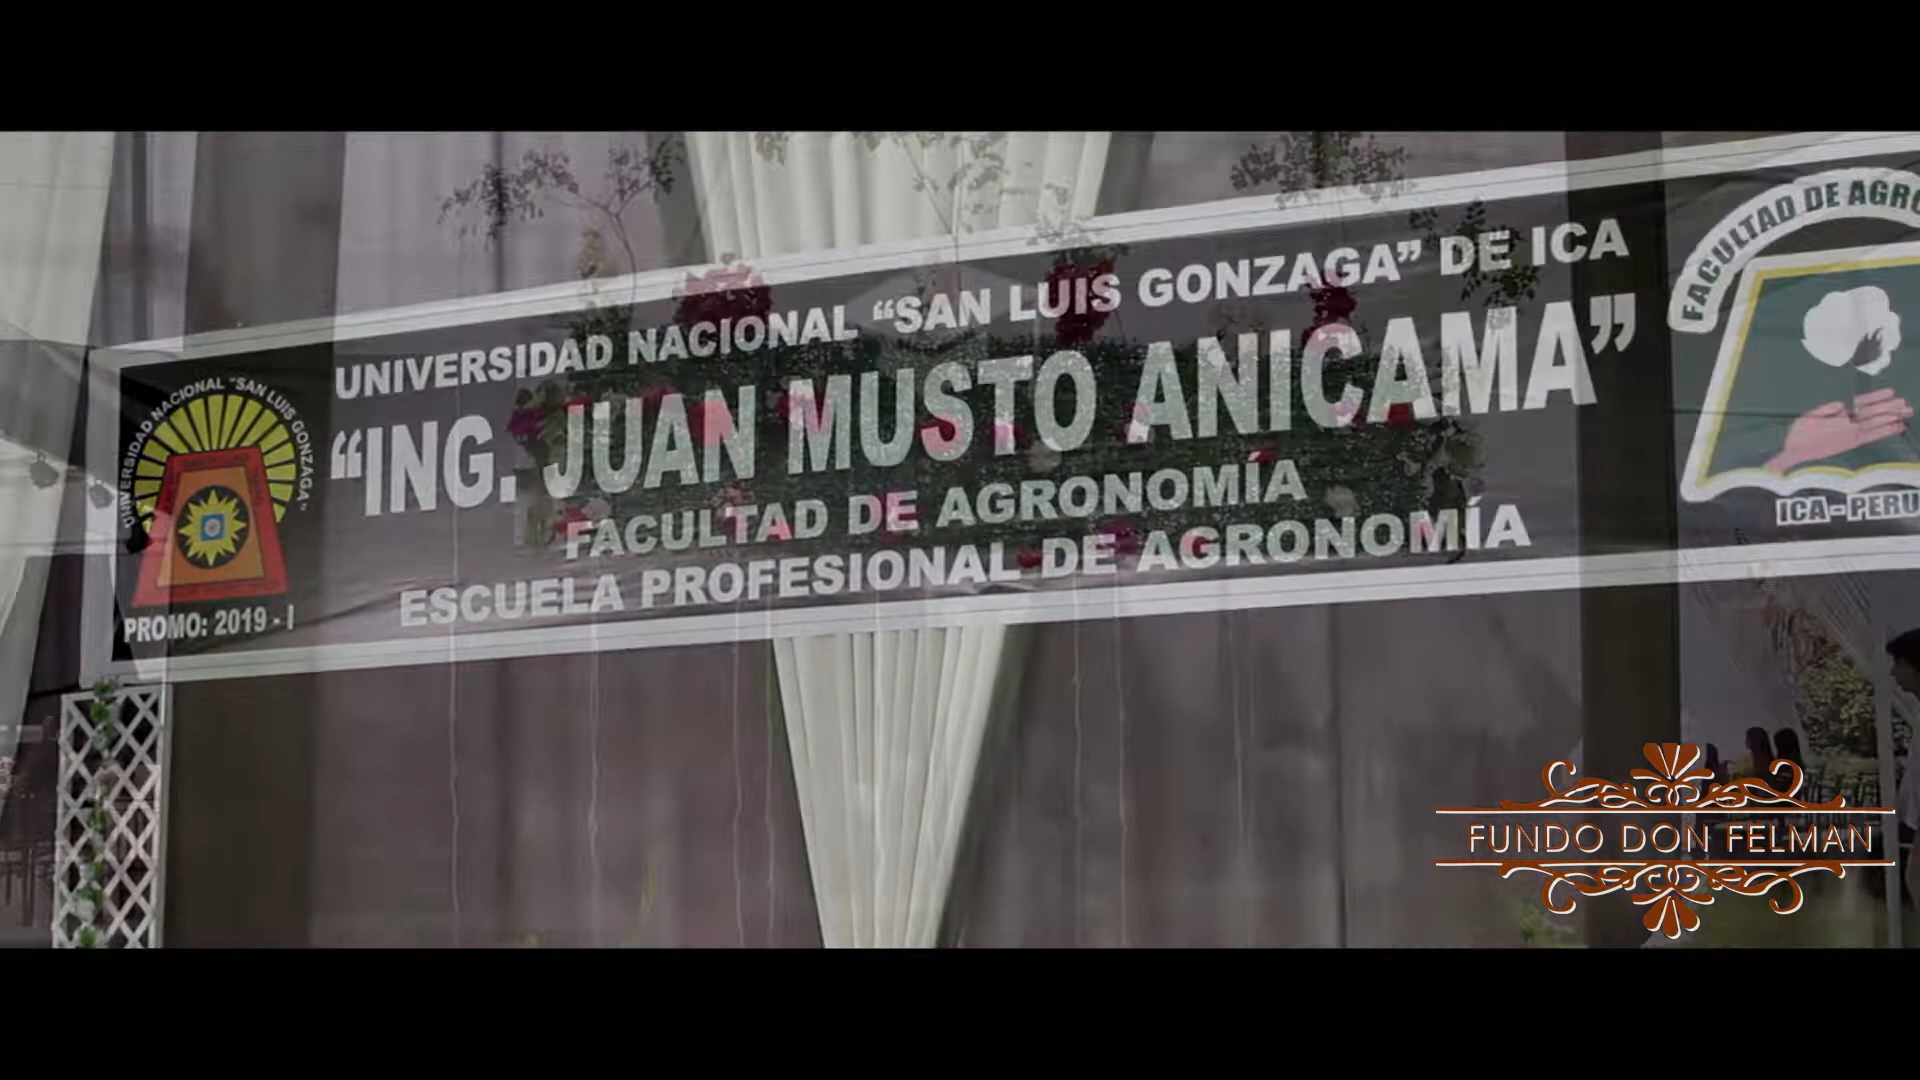 UNIVERSIDAD NACIONAL “SAN LUIS GONZAGA” DE ICA
“ING. JUAN MUSTO ANICAMA”
FACULTAD DE AGRONOMÍA
ESCUELA PROFESIONAL DE AGRONOMÍA
UNIVERSIDAD NACIONAL "SAN LUIS GONZAGA"
PROMO: 2019 - I
FACULTAD DE AGRO
ICA - PERU
FUNDO DON FELMAN